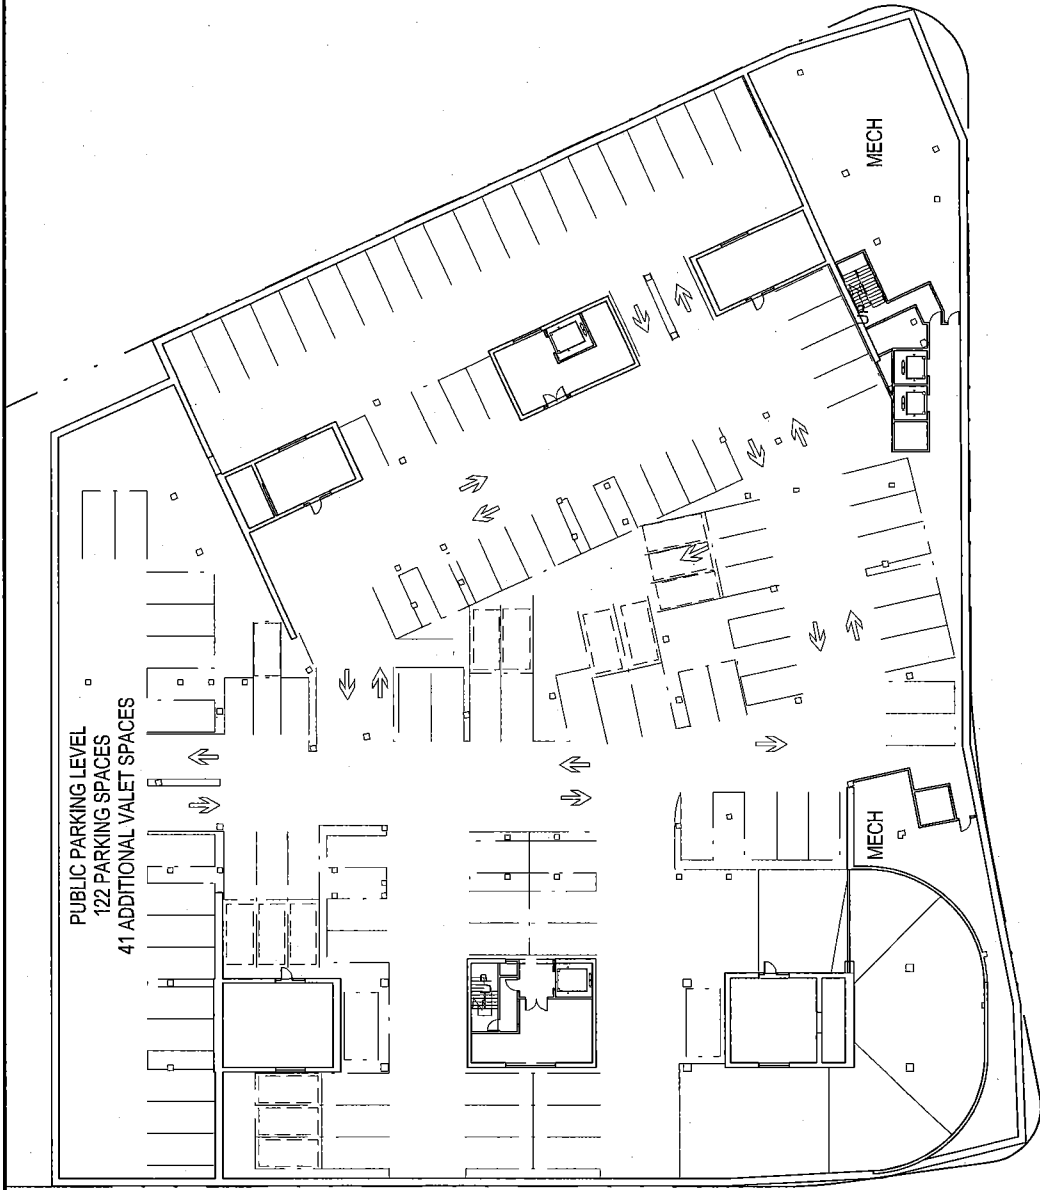 PUBLIC PARKING LEVEL
122 PARKING SPACES
41 ADDITIONAL VALET SPACES
MECH
MECH